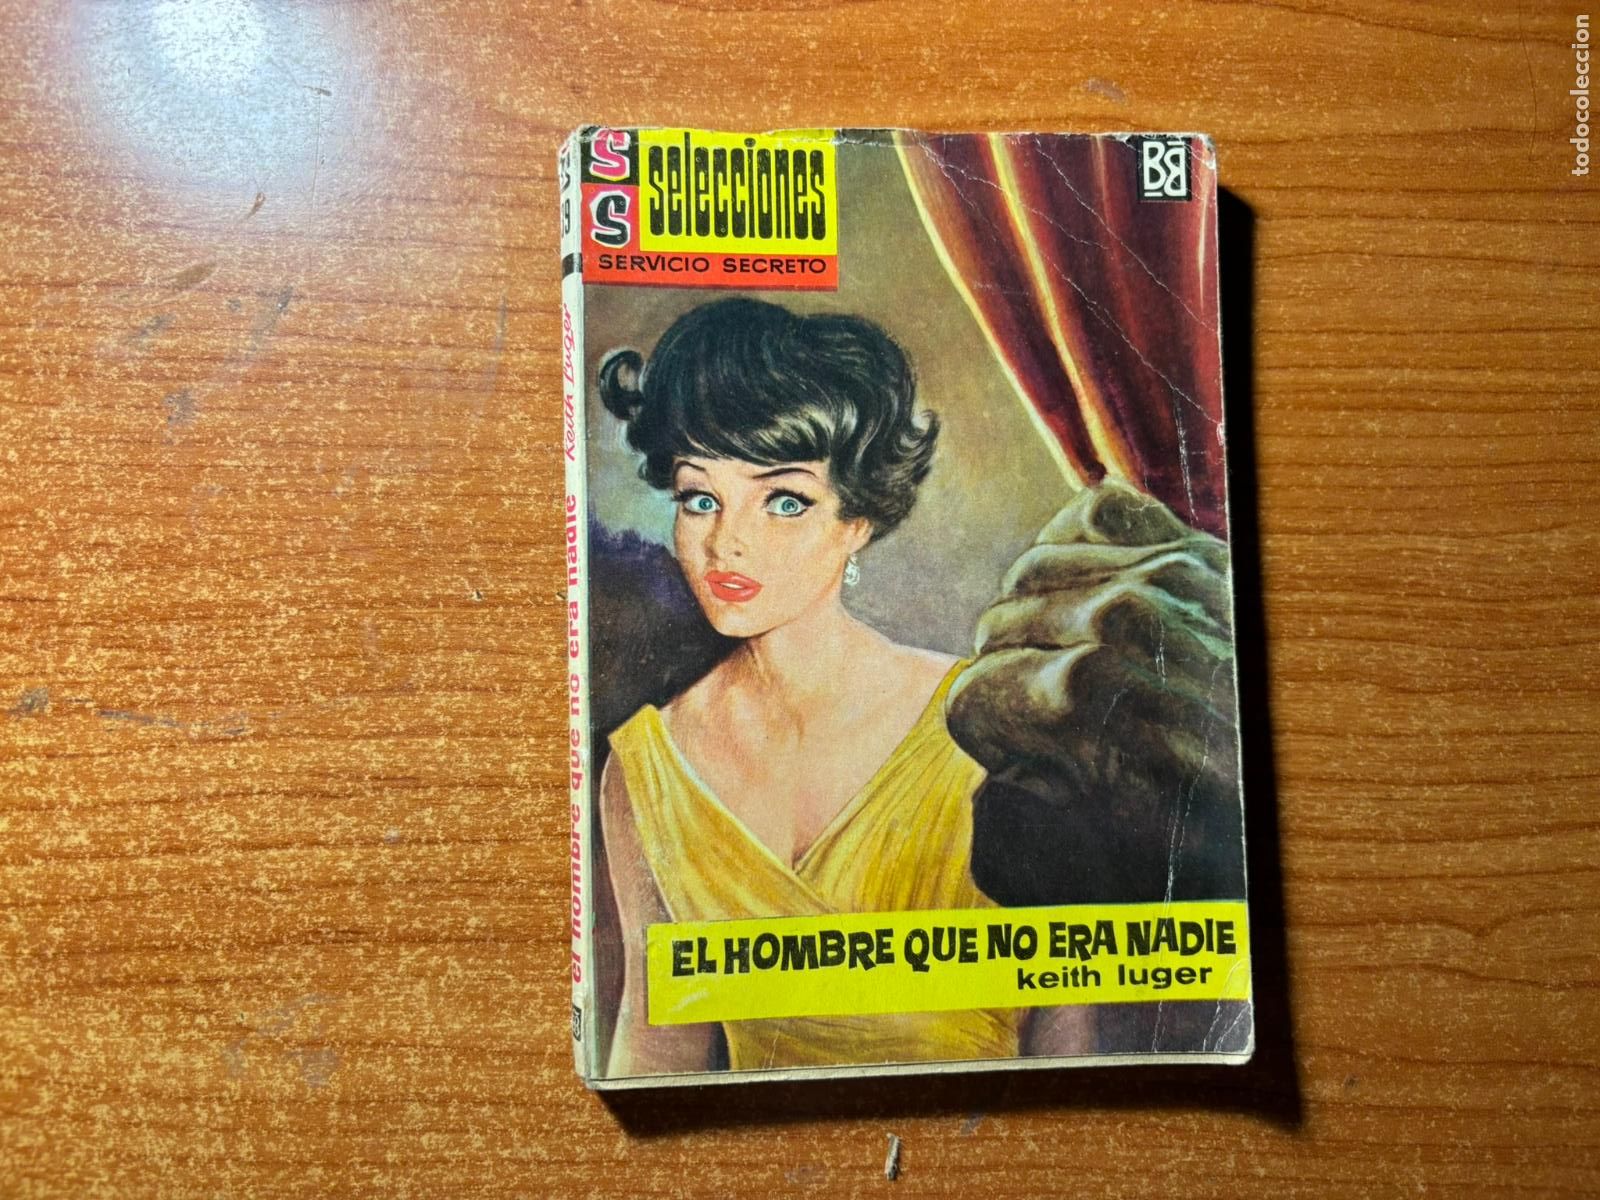 S
S
selecciones
SERVICIO SECRETO
BB
EL HOMBRE QUE NO ERA NADIE
keith luger
el hombre que no era nadie Keith Luger
todocoleccion